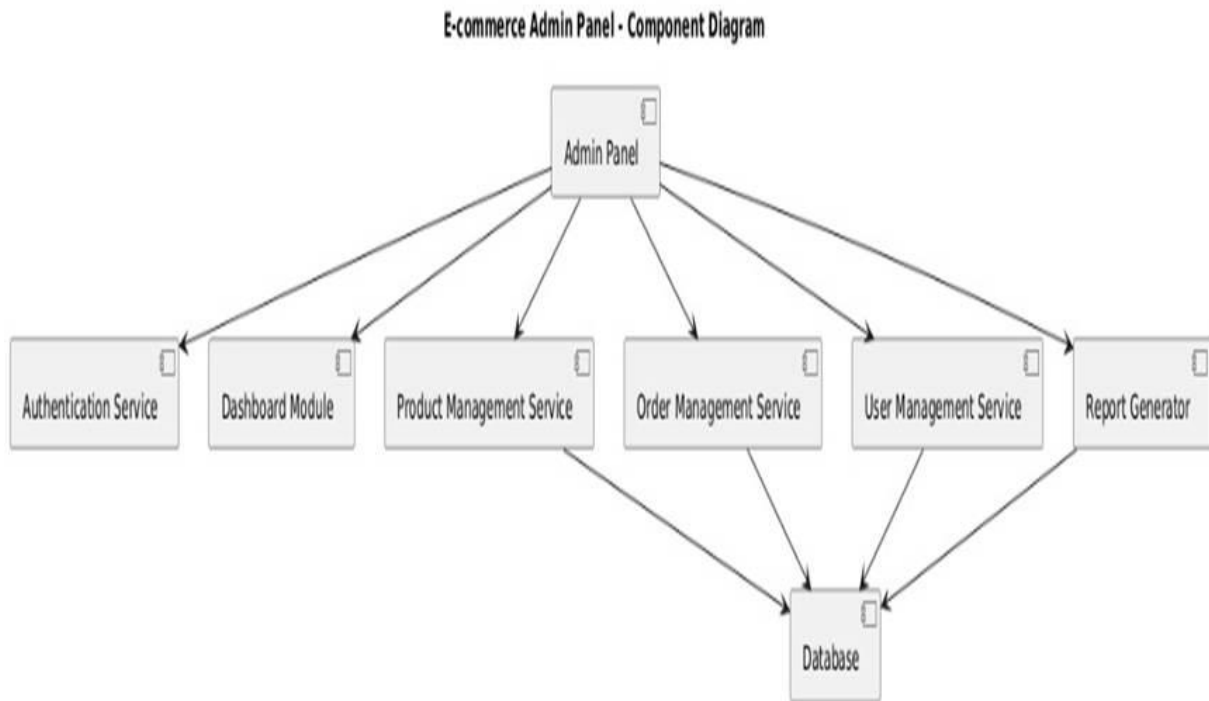 E-commerce Admin Panel - Component Diagram
Admin Panel
Authentication Service
Dashboard Module
Product Management Service
Order Management Service
User Management Service
Report Generator
Database